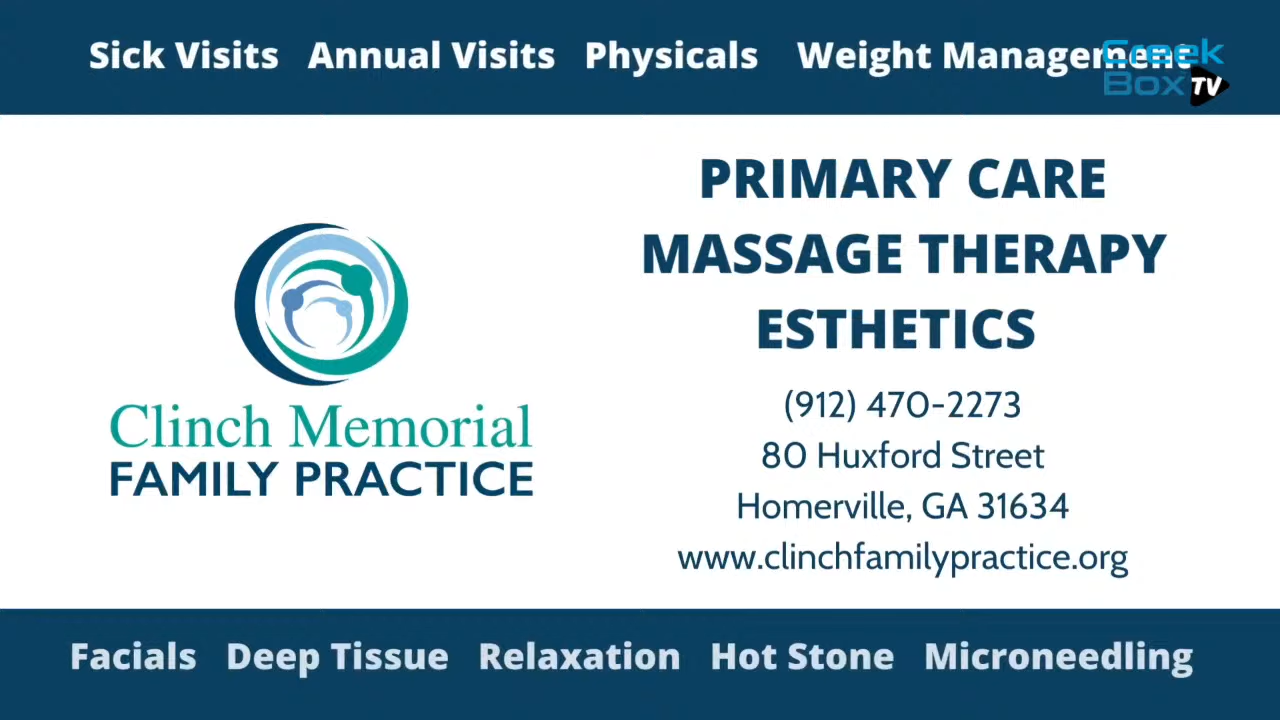 Sick Visits Annual Visits Physicals Weight Management
Creek
Box TV
PRIMARY CARE
MASSAGE THERAPY
ESTHETICS
Clinch Memorial
FAMILY PRACTICE
(912) 470-2273
80 Huxford Street
Homerville, GA 31634
www.clinchfamilypractice.org
Facials Deep Tissue Relaxation Hot Stone Microneedling